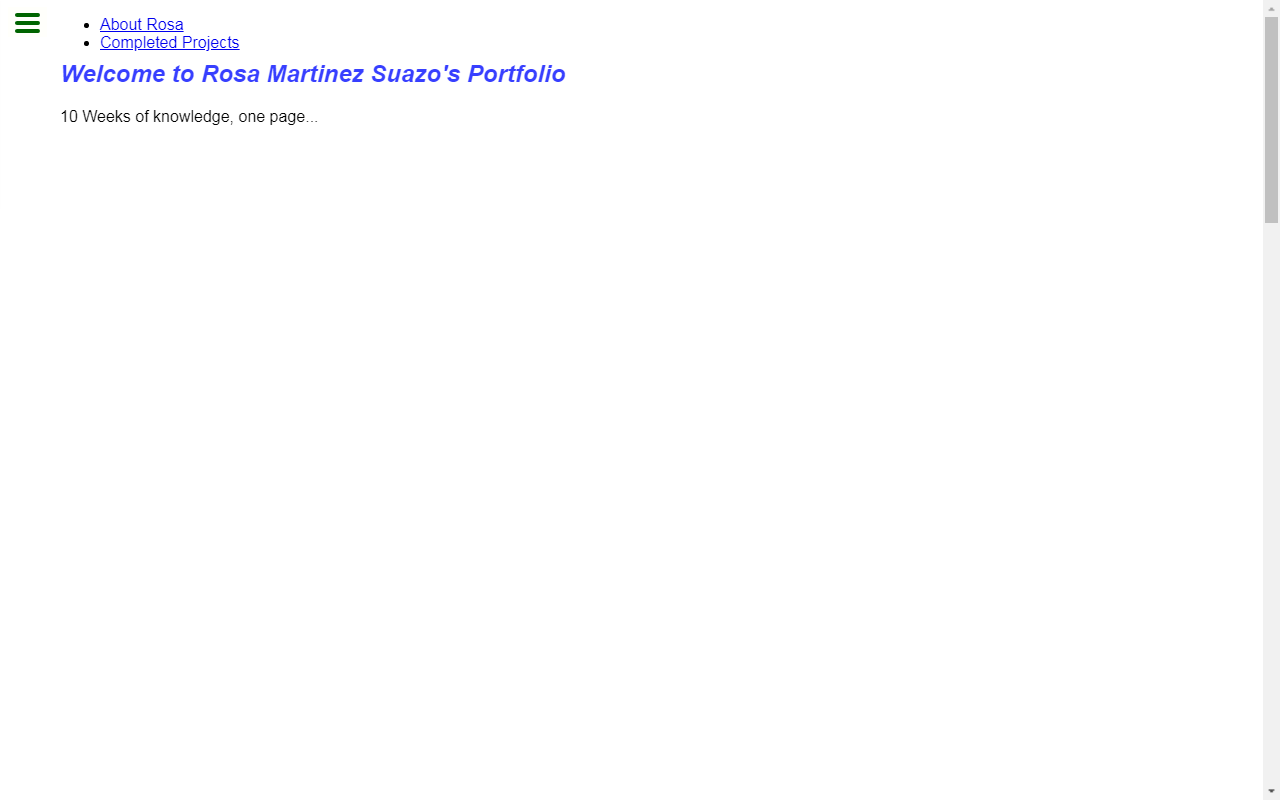 About Rosa
Completed Projects
Welcome to Rosa Martinez Suazo's Portfolio
10 Weeks of knowledge, one page...